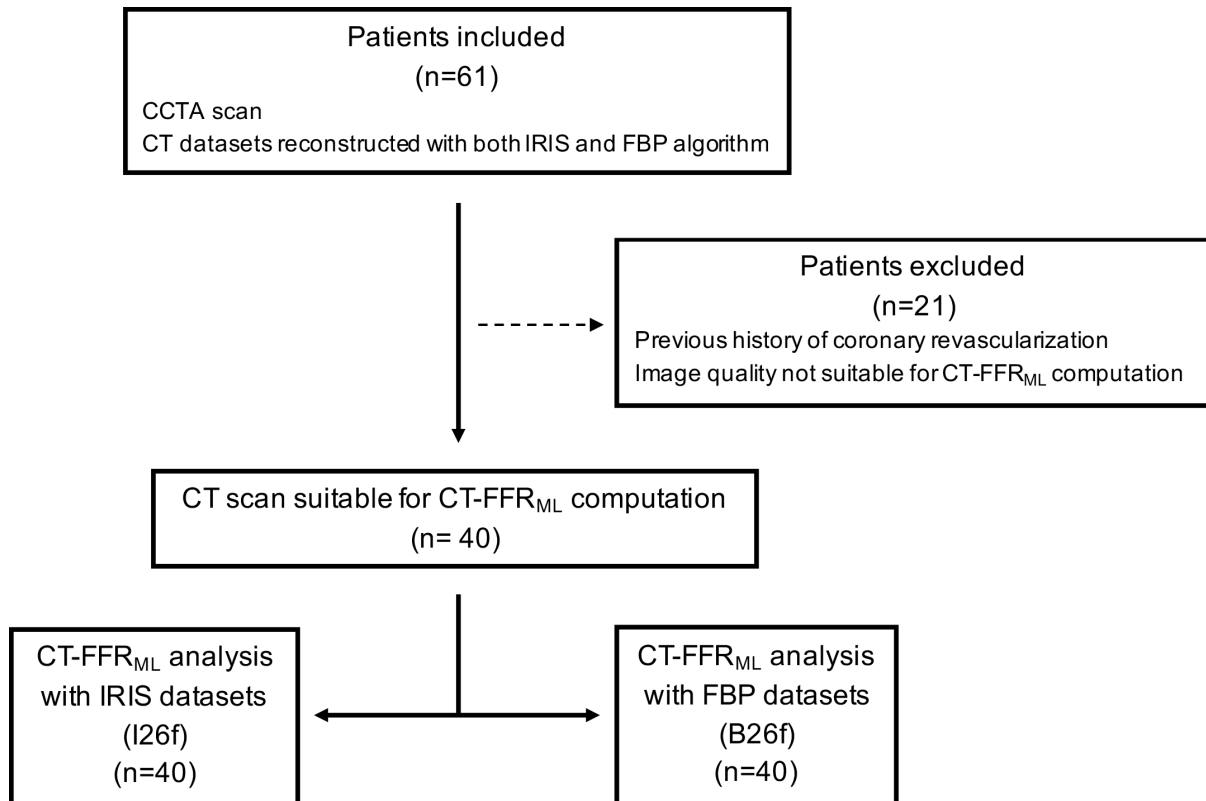 Patients included
(n=61)
CCTA scan
CT datasets reconstructed with both IRIS and FBP algorithm
Patients excluded
(n=21)
Previous history of coronary revascularization
Image quality not suitable for CT-FFRML computation
CT scan suitable for CT-FFRML computation
(n= 40)
CT-FFRML analysis
with IRIS datasets
(I26f)
(n=40)
CT-FFRML analysis
with FBP datasets
(B26f)
(n=40)